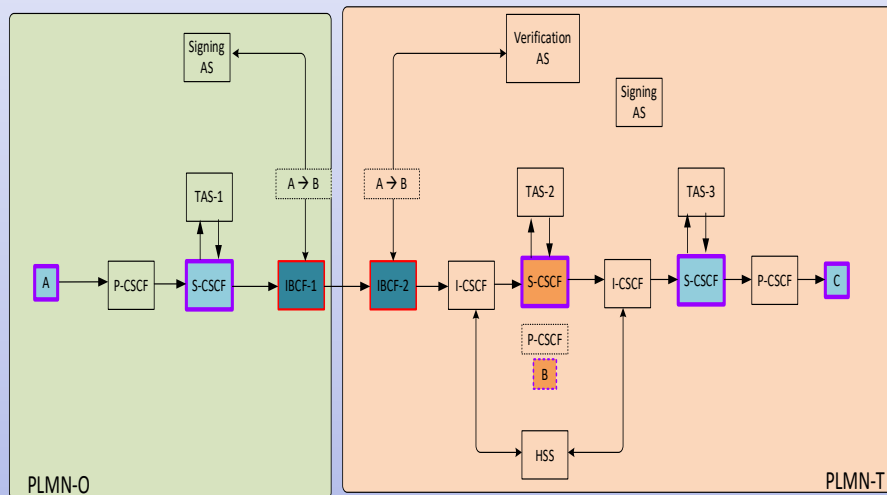 Signing
AS
Verification
AS
Signing
AS
A → B
A → B
TAS-1
TAS-2
TAS-3
A
P-CSCF
S-CSCF
IBCF-1
IBCF-2
I-CSCF
S-CSCF
I-CSCF
S-CSCF
P-CSCF
C
P-CSCF
B
HSS
PLMN-O
PLMN-T